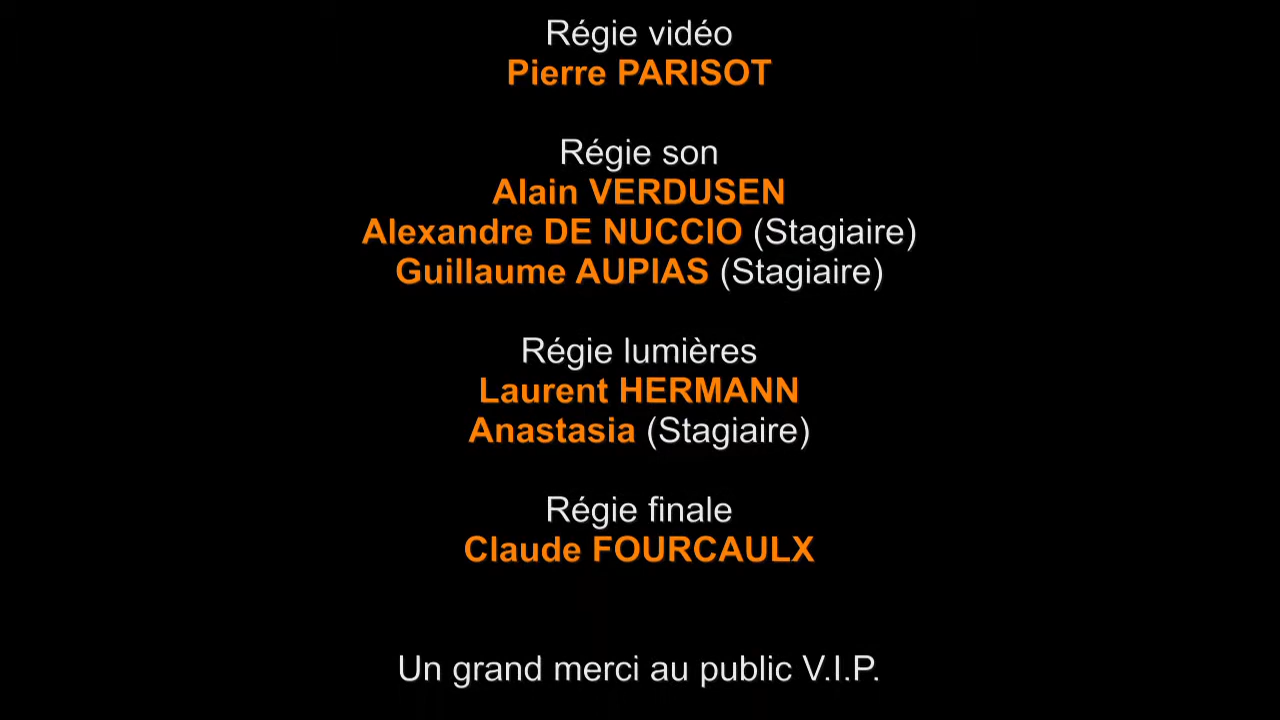 Régie vidéo
Pierre PARISOT
Régie son
Alain VERDUSEN
Alexandre DE NUCCIO (Stagiaire)
Guillaume AUPIAS (Stagiaire)
Régie lumières
Laurent HERMANN
Anastasia (Stagiaire)
Régie finale
Claude FOURCAULX
Un grand merci au public V.I.P.